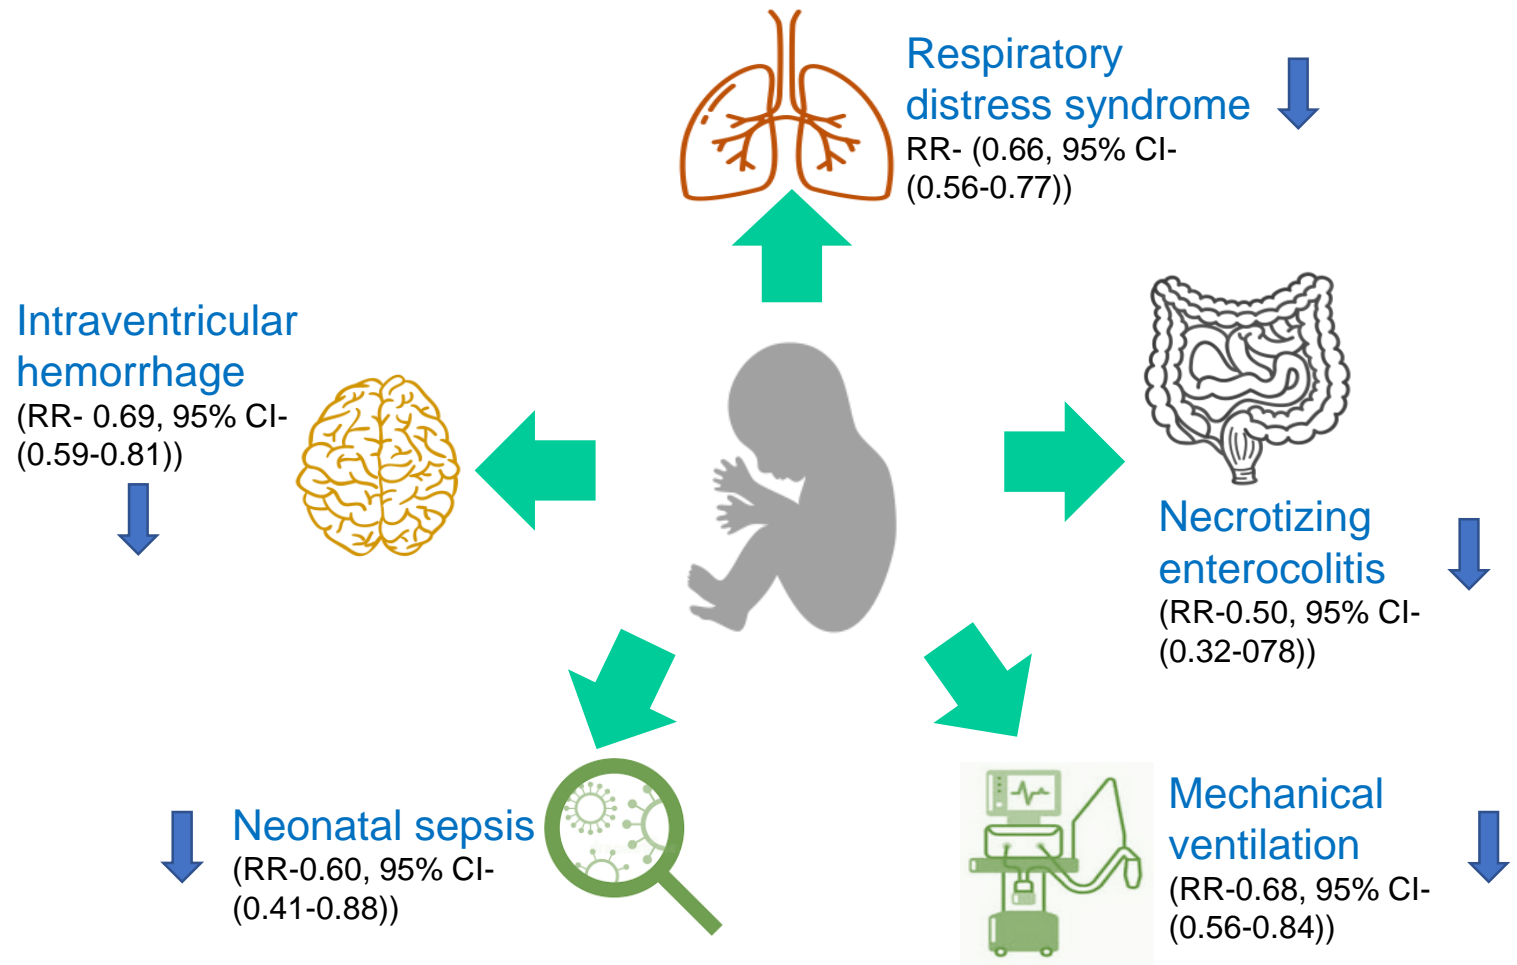 Respiratory
distress syndrome
RR- (0.66, 95% CI-
(0.56-0.77))
Intraventricular
hemorrhage
(RR- 0.69, 95% CI-
(0.59-0.81))
Necrotizing
enterocolitis
(RR-0.50, 95% CI-
(0.32-078))
Neonatal sepsis
(RR-0.60, 95% CI-
(0.41-0.88))
Mechanical
ventilation
(RR-0.68, 95% CI-
(0.56-0.84))